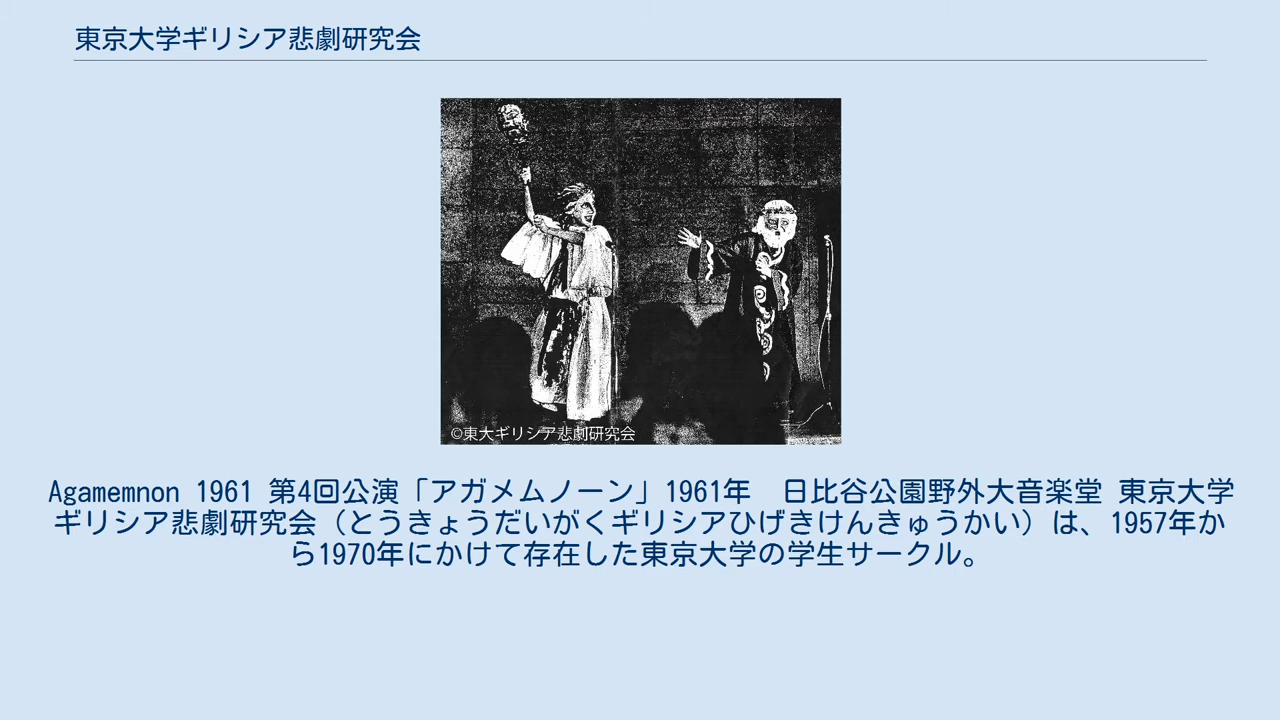 東京大学ギリシア悲劇研究会
©東大ギリシア悲劇研究会
Agamemnon 1961 第4回公演「アガメムノーン」1961年　日比谷公園野外大音楽堂 東京大学
ギリシア悲劇研究会（とうきょうだいがくギリシアひげきけんきゅうかい）は、1957年か
ら1970年にかけて存在した東京大学の学生サークル。